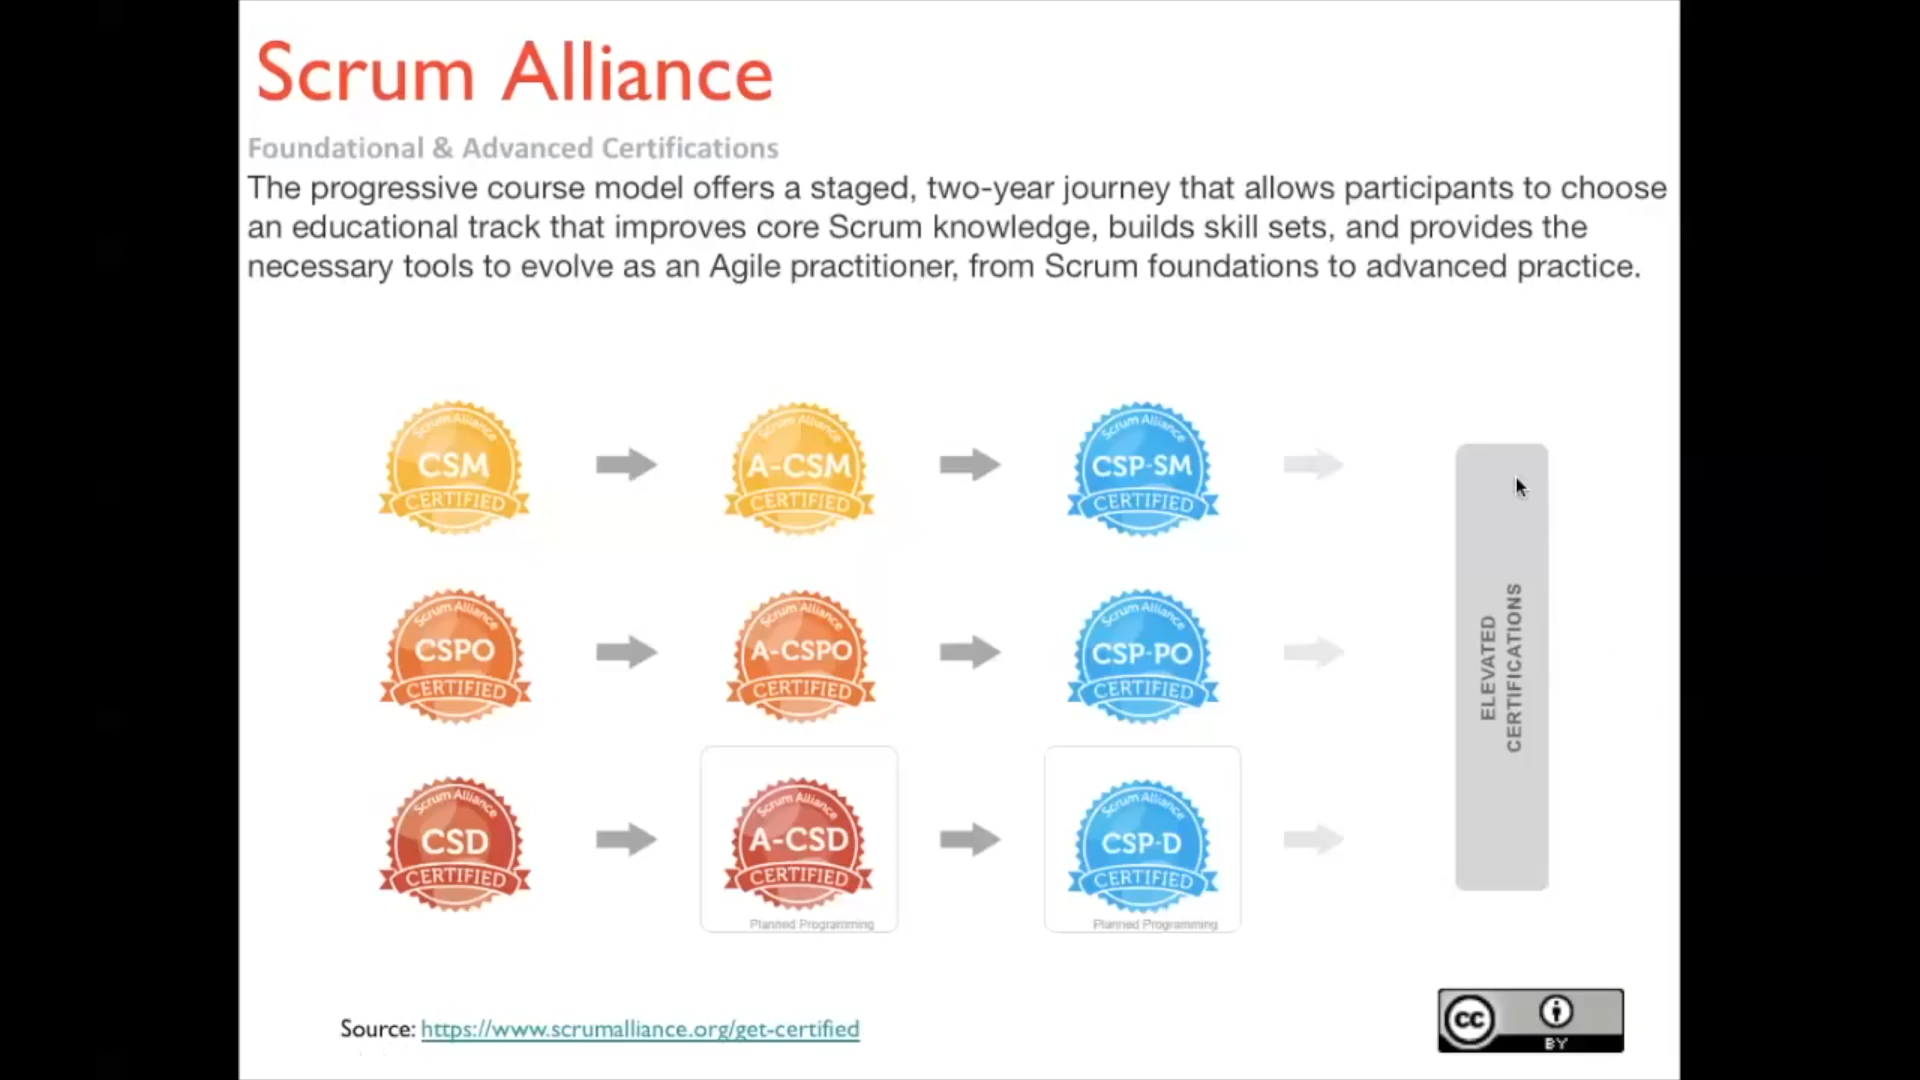 Scrum Alliance
Foundational & Advanced Certifications
The progressive course model offers a staged, two-year journey that allows participants to choose
an educational track that improves core Scrum knowledge, builds skill sets, and provides the
necessary tools to evolve as an Agile practitioner, from Scrum foundations to advanced practice.
Scrum Alliance
CSM
CERTIFIED
Scrum Alliance
A-CSM
CERTIFIED
Scrum Alliance
CSP-SM
CERTIFIED
Scrum Alliance
CSPO
CERTIFIED
Scrum Alliance
A-CSPO
CERTIFIED
Scrum Alliance
CSP-PO
CERTIFIED
Scrum Alliance
CSD
CERTIFIED
Scrum Alliance
A-CSD
CERTIFIED
Planned Programming
Scrum Alliance
CSP-D
CERTIFIED
Planned Programming
ELEVATED
CERTIFICATIONS
Source: https://www.scrumalliance.org/get-certified
cc
BY